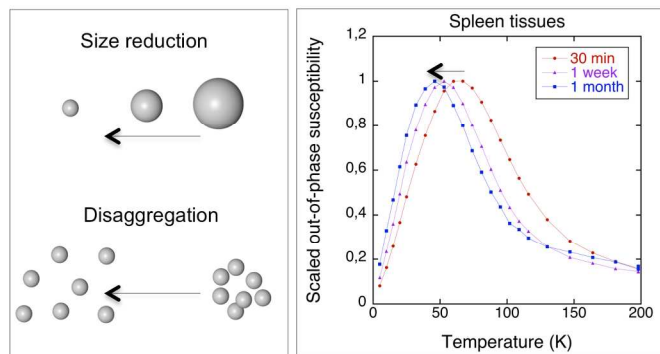 Size reduction
Disaggregation
Spleen tissues
Scaled out-of-phase susceptibility
1,2
1
0,8
0,6
0,4
0,2
0
30 min
1 week
1 month
0 50 100 150 200
Temperature (K)